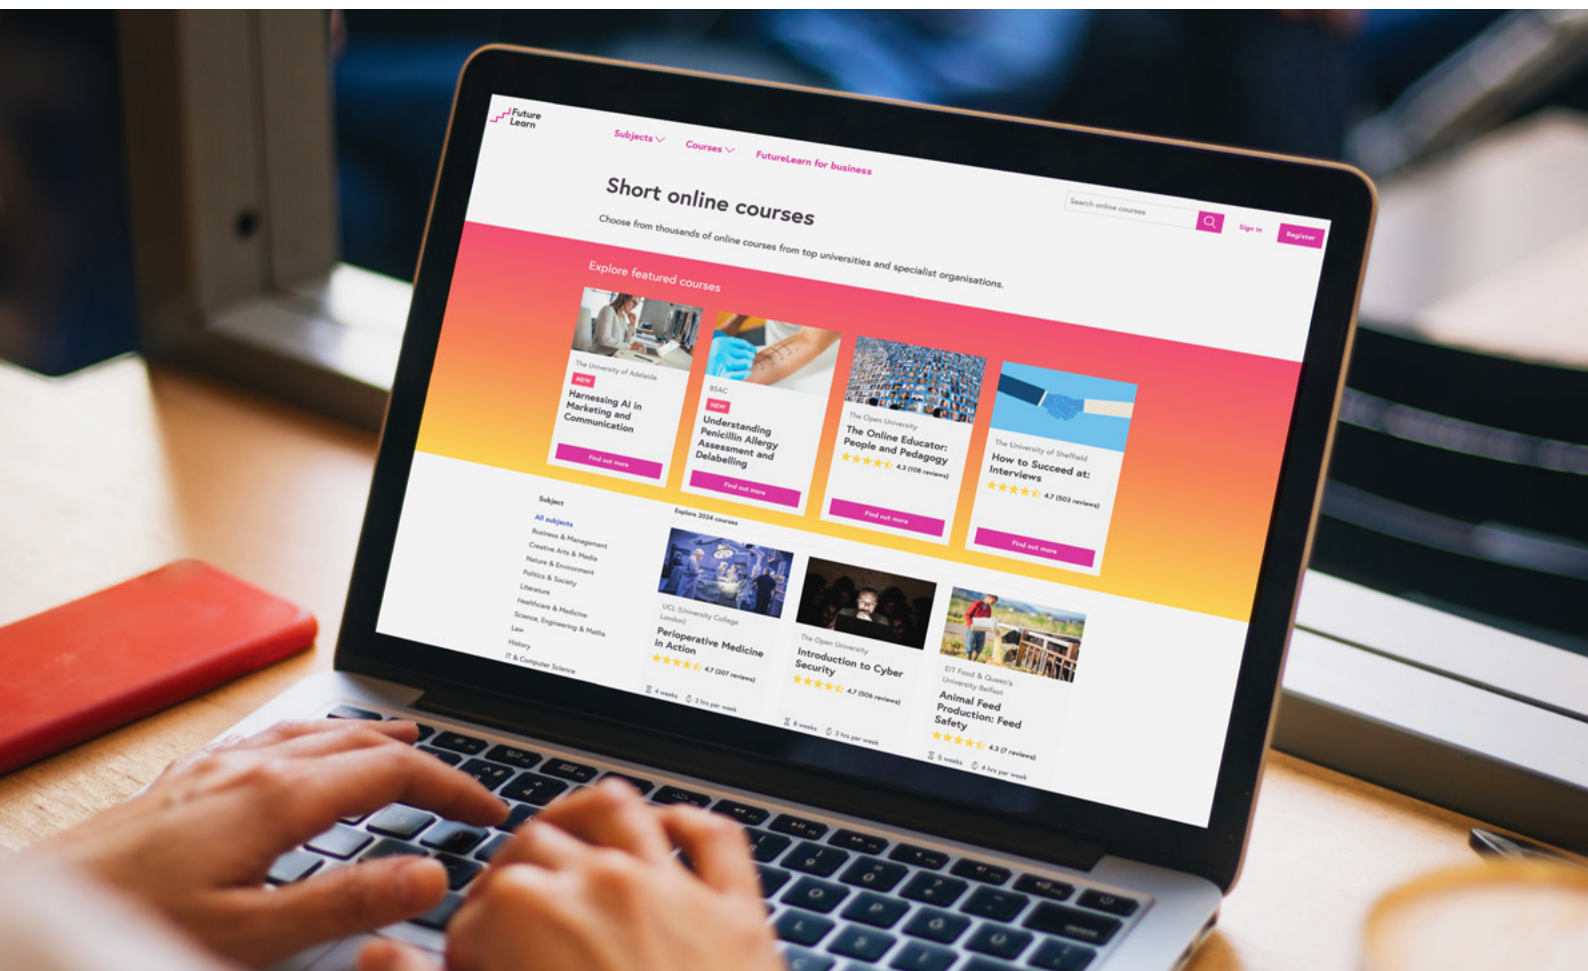 Future
Learn
Subjects
Courses
FutureLearn for business
Search online courses
Sign in
Register
Short online courses
Choose from thousands of online courses from top universities and specialist organisations.
Explore featured courses
The University of Adelaide
NEW
Harnessing AI in
Marketing and
Communication
Find out more
BSAC
NEW
Understanding
Penicillin Allergy
Assessment and
Delabelling
Find out more
The Open University
The Online Educator:
People and Pedagogy
4.3 (108 reviews)
Find out more
The University of Sheffield
How to Succeed at:
Interviews
4.7 (503 reviews)
Find out more
Subject
All subjects
Business & Management
Creative Arts & Media
Nature & Environment
Politics & Society
Literature
Healthcare & Medicine
Science, Engineering & Maths
Law
History
IT & Computer Science
Explore 2024 courses
UCL (University College
London)
Perioperative Medicine
in Action
4.7 (207 reviews)
4 weeks
3 hrs per week
The Open University
Introduction to Cyber
Security
4.7 (506 reviews)
8 weeks
3 hrs per week
EIT Food & Queen's
University Belfast
Animal Feed
Production: Feed
Safety
4.3 (7 reviews)
5 weeks
4 hrs per week
delete